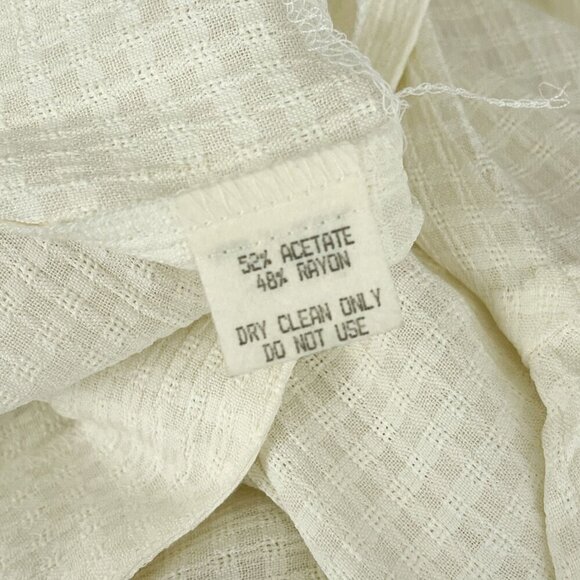 52% ACETATE
48% RAYON
DRY CLEAN ONLY
DO NOT USE